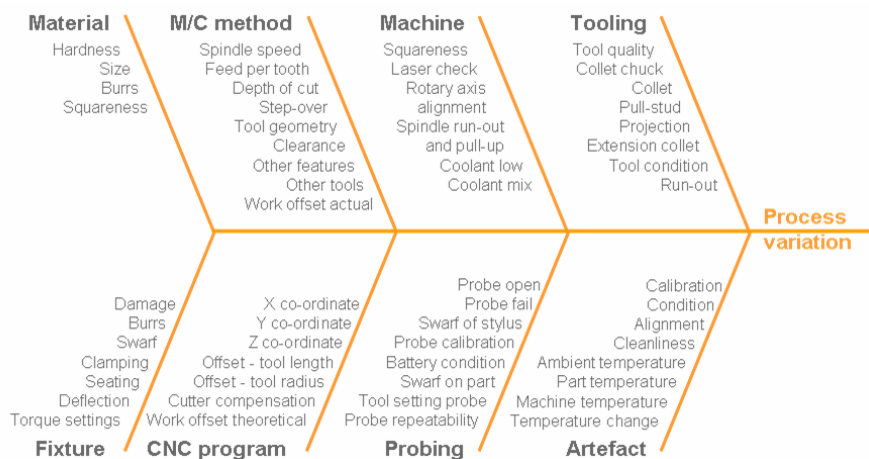 Material
Hardness
Size
Burrs
Squareness
M/C method
Spindle speed
Feed per tooth
Depth of cut
Step-over
Tool geometry
Clearance
Other features
Other tools
Work offset actual
Machine
Squareness
Laser check
Rotary axis
alignment
Spindle run-out
and pull-up
Coolant low
Coolant mix
Tooling
Tool quality
Collet chuck
Collet
Pull-stud
Projection
Extension collet
Tool condition
Run-out
Process
variation
Damage
Burrs
Swarf
Clamping
Seating
Deflection
Torque settings
Fixture
X co-ordinate
Y co-ordinate
Z co-ordinate
Offset - tool length
Offset - tool radius
Cutter compensation
Work offset theoretical
CNC program
Probe open
Probe fail
Swarf of stylus
Probe calibration
Battery condition
Swarf on part
Tool setting probe
Probe repeatability
Probing
Calibration
Condition
Alignment
Cleanliness
Ambient temperature
Part temperature
Machine temperature
Temperature change
Artefact